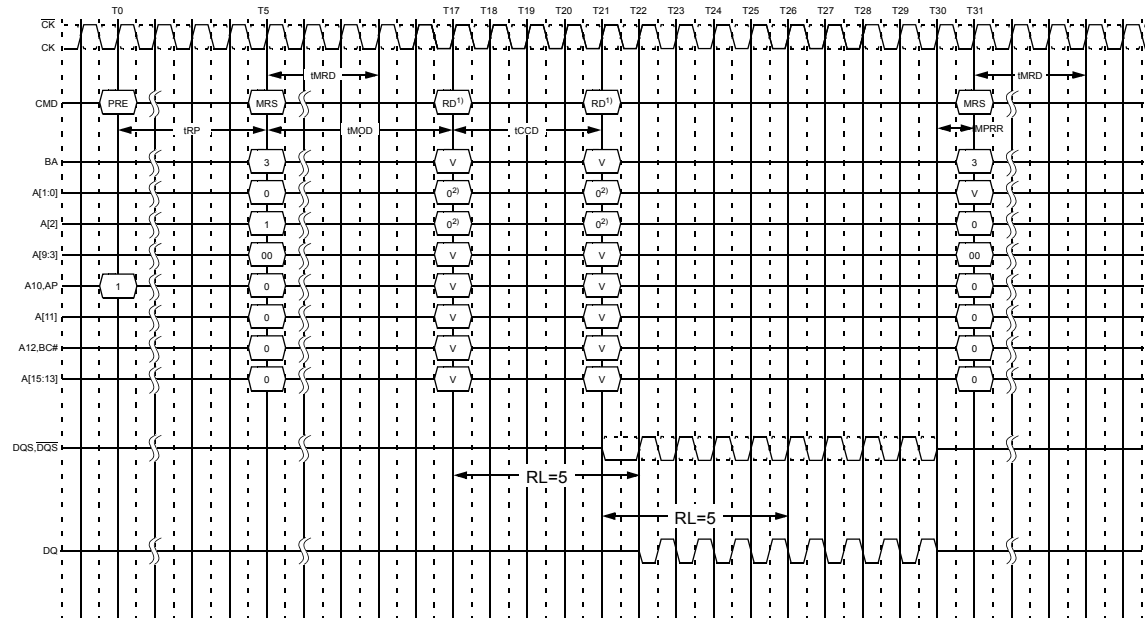 T0 T5 T17 T18 T19 T20 T21 T22 T23 T24 T25 T26 T27 T28 T29 T30 T31
CK
CK
tMRD tMRD
CMD PRE MRS RD1) RD1) MRS
tRP tMOD tCCD tMPRR
BA 3 V V 3
A[1:0] 0 02) 02) V
A[2] 1 02) 02) 0
A[9:3] 00 V V 00
A10,AP 1 0 V V 0
A[11] 0 V V 0
A12,BC# 0 V V 0
A[15:13] 0 V V 0
DQS,DQS
RL=5
RL=5
DQ